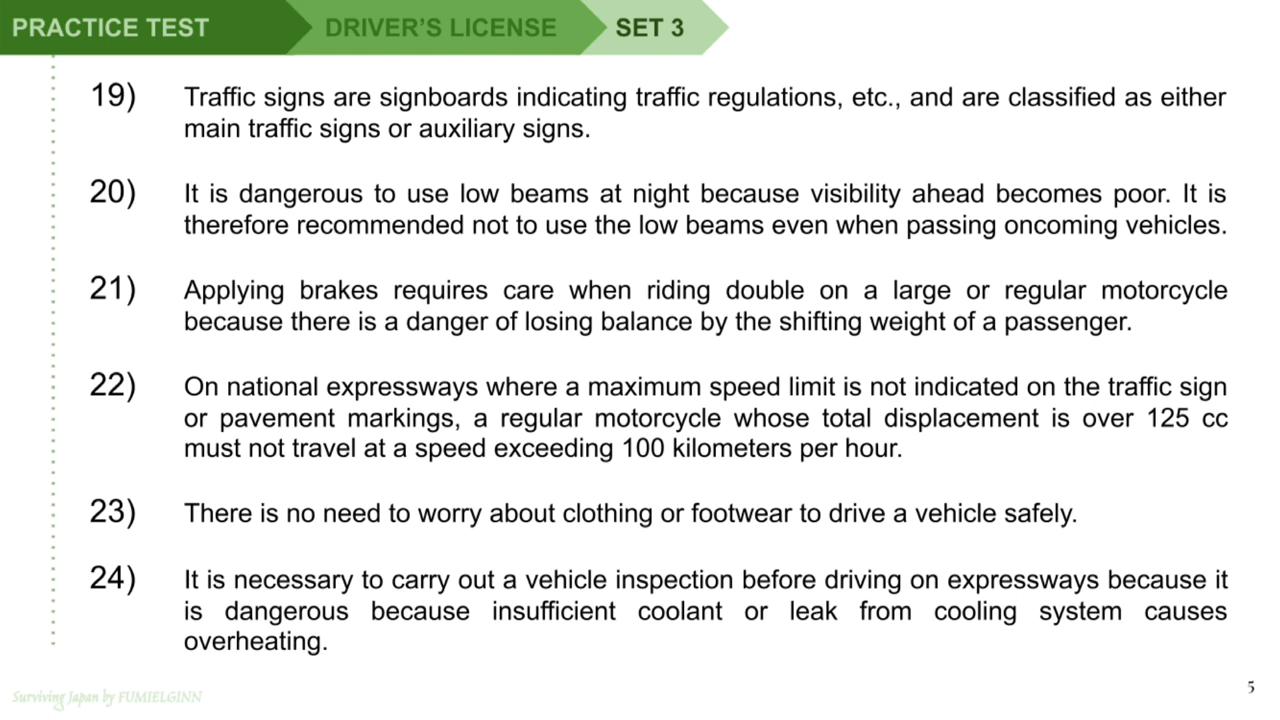 PRACTICE TEST DRIVER'S LICENSE SET 3
19) Traffic signs are signboards indicating traffic regulations, etc., and are classified as either
main traffic signs or auxiliary signs.
20) It is dangerous to use low beams at night because visibility ahead becomes poor. It is
therefore recommended not to use the low beams even when passing oncoming vehicles.
21) Applying brakes requires care when riding double on a large or regular motorcycle
because there is a danger of losing balance by the shifting weight of a passenger.
22) On national expressways where a maximum speed limit is not indicated on the traffic sign
or pavement markings, a regular motorcycle whose total displacement is over 125 cc
must not travel at a speed exceeding 100 kilometers per hour.
23) There is no need to worry about clothing or footwear to drive a vehicle safely.
24) It is necessary to carry out a vehicle inspection before driving on expressways because it
is dangerous because insufficient coolant or leak from cooling system causes
overheating.
Surviving Japan by FUMIELGINN
5